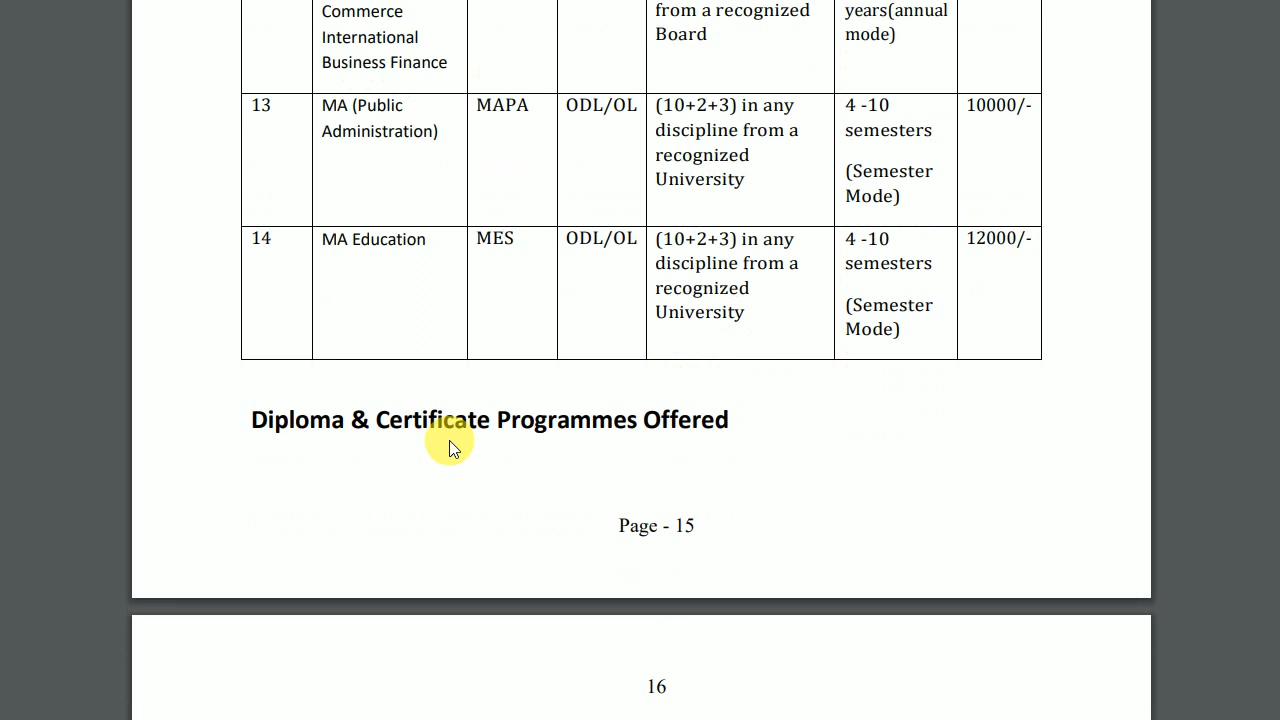 Commerce
International
Business Finance
from a recognized
Board
years(annual
mode)
13
MA (Public
Administration)
MAPA
ODL/OL
(10+2+3) in any
discipline from a
recognized
University
4 -10
semesters
(Semester
Mode)
10000/-
14
MA Education
MES
ODL/OL
(10+2+3) in any
discipline from a
recognized
University
4 -10
semesters
(Semester
Mode)
12000/-
Diploma & Certificate Programmes Offered
Page - 15
16